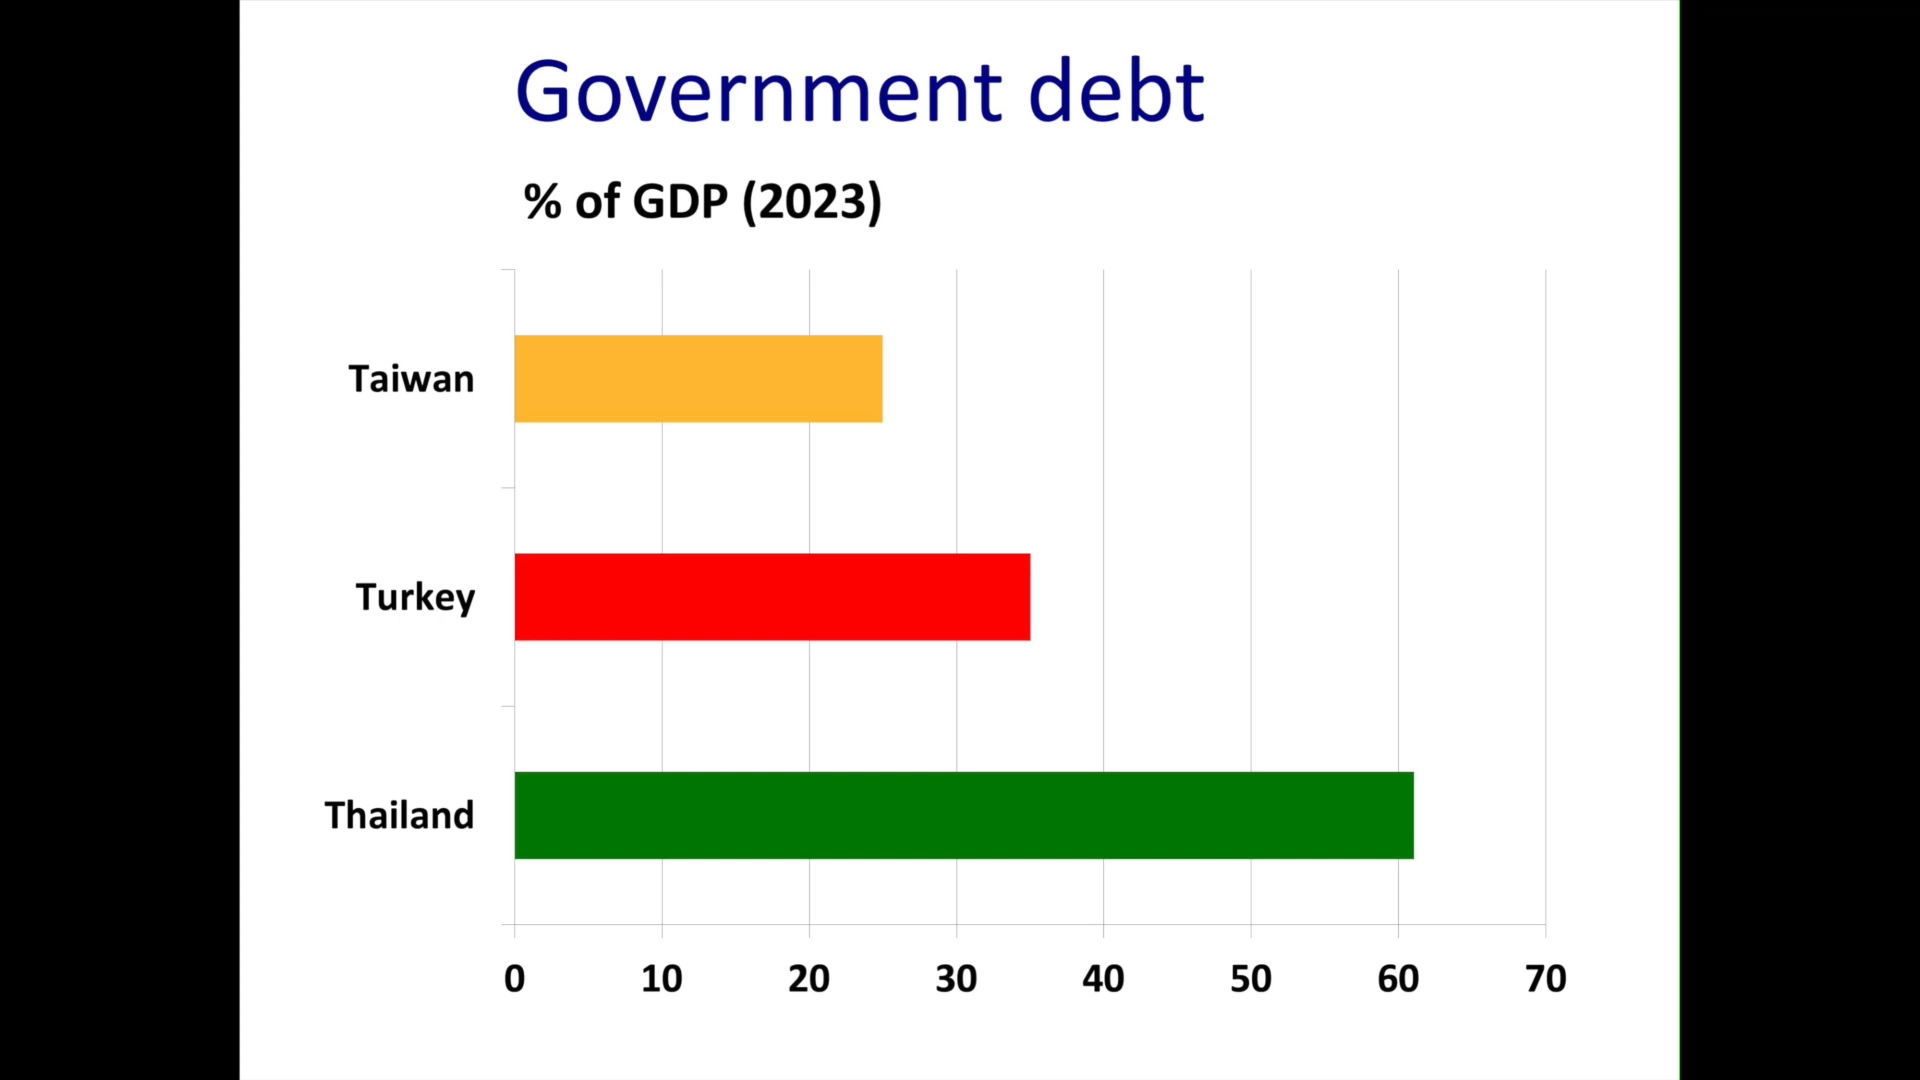 Government debt
% of GDP (2023)
Taiwan
Turkey
Thailand
0 10 20 30 40 50 60 70